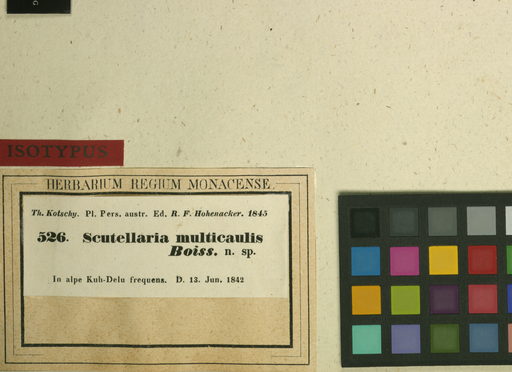 ISOTYPUS
HERBARIUM REGIUM MONACENSE
Th. Kotschy. Pl. Pers. austr. Ed. R. F. Hohenacker. 1845
526. Scutellaria multicaulis
Boiss. n. sp.
In alpe Kuh-Delu frequens. D. 13. Jun. 1842